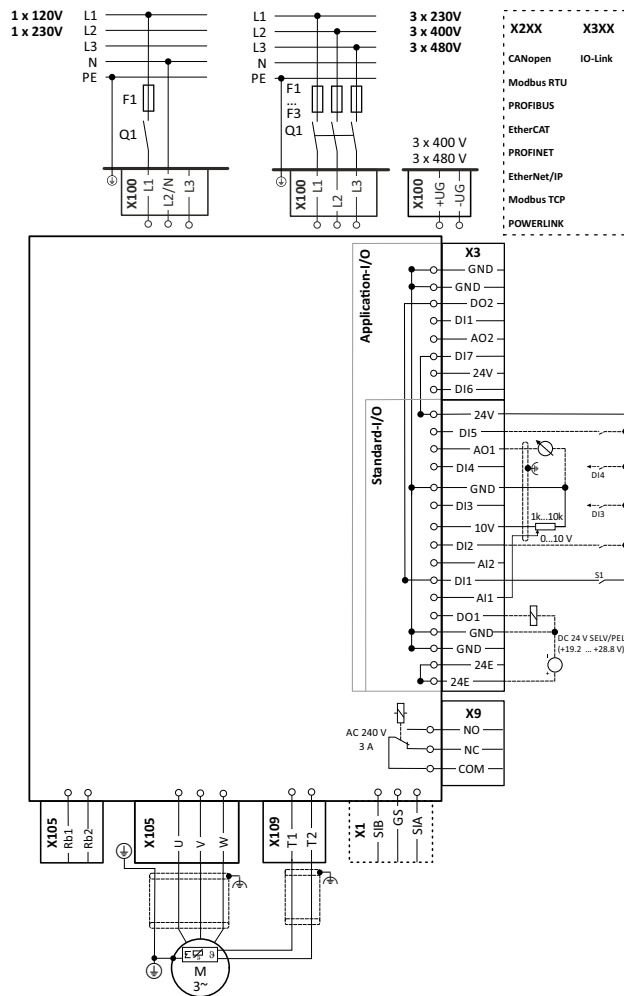 1 x 120V
1 x 230V
L1
L2
L3
N
PE
F1
Q1
X100
L1
L2/N
L3
L1
L2
L3
N
PE
3 x 230V
3 x 400V
3 x 480V
F1
...
F3
Q1
X100
L1
L2
L3
3 x 400 V
3 x 480 V
X100
+UG
-UG
X2XX X3XX
CANopen IO-Link
Modbus RTU
PROFIBUS
EtherCAT
PROFINET
EtherNet/IP
Modbus TCP
POWERLINK
Application-I/O
X3
GND
GND
DO2
DI1
AO2
DI7
24V
DI6
Standard-I/O
24V
DI5
AO1
DI4
DI4
GND
DI3
DI3
1k...10k
10V
0...10 V
DI2
AI2
DI1
S1
AI1
DO1
GND
DC 24 V SELV/PEL
(+19.2 ... +28.8 V)
GND
24E
24E
X9
AC 240 V
3 A
NO
NC
COM
X105
Rb1
Rb2
X105
U
V
W
X109
T1
T2
X1
SIB
GS
SIA
M
3~